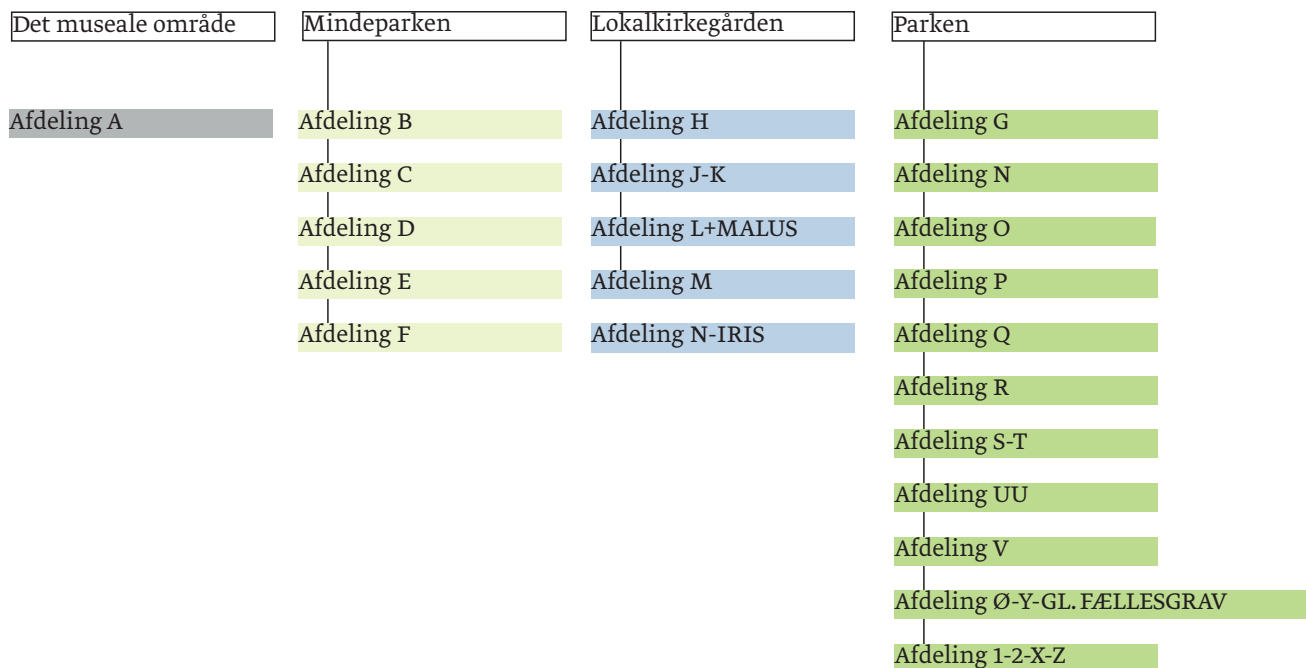 Det museale område
Mindeparken
Lokalkirkegården
Parken
Afdeling A
Afdeling B
Afdeling C
Afdeling D
Afdeling E
Afdeling F
Afdeling H
Afdeling J-K
Afdeling L+MALUS
Afdeling M
Afdeling N-IRIS
Afdeling G
Afdeling N
Afdeling O
Afdeling P
Afdeling Q
Afdeling R
Afdeling S-T
Afdeling UU
Afdeling V
Afdeling Ø-Y-GL. FÆLLESGRAV
Afdeling 1-2-X-Z